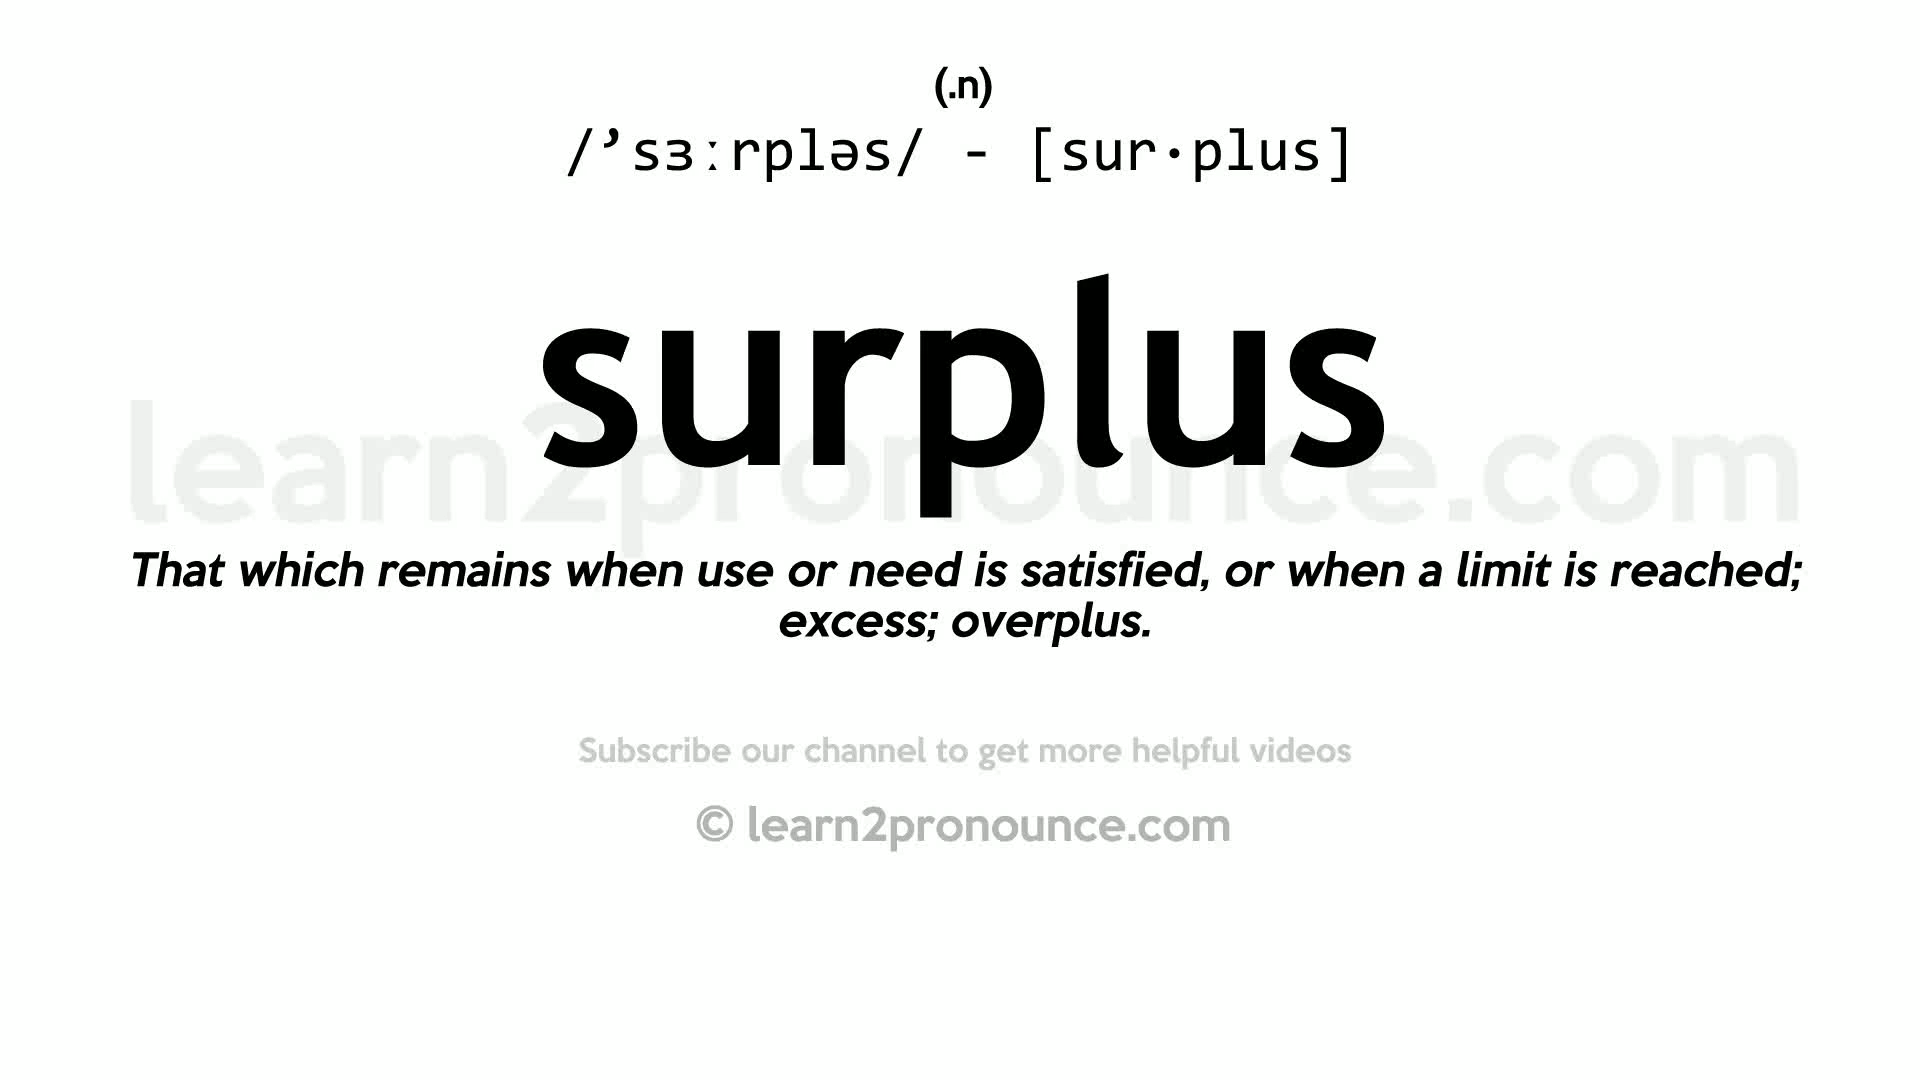 (.n)
/’sɜːrpləs/ - [sur·plus]
surplus
learn2pronounce.com
That which remains when use or need is satisfied, or when a limit is reached;
excess; overplus.
Subscribe our channel to get more helpful videos
© learn2pronounce.com